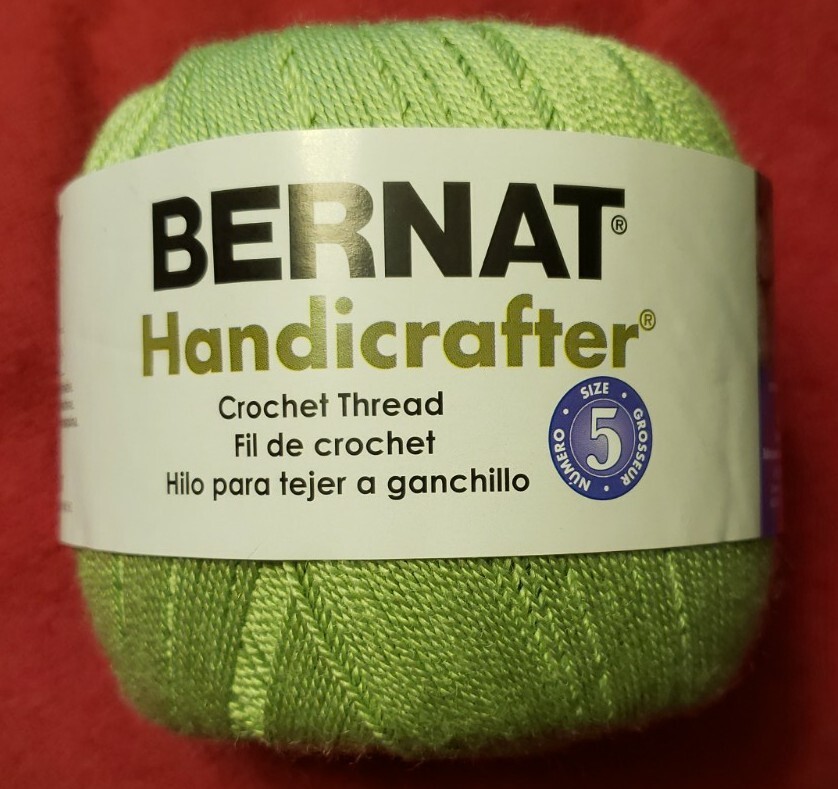 BERNAT®
Handicrafter®
Crochet Thread
Fil de crochet
Hilo para tejer a ganchillo
SIZE • GROSSEUR • NÚMERO •
5